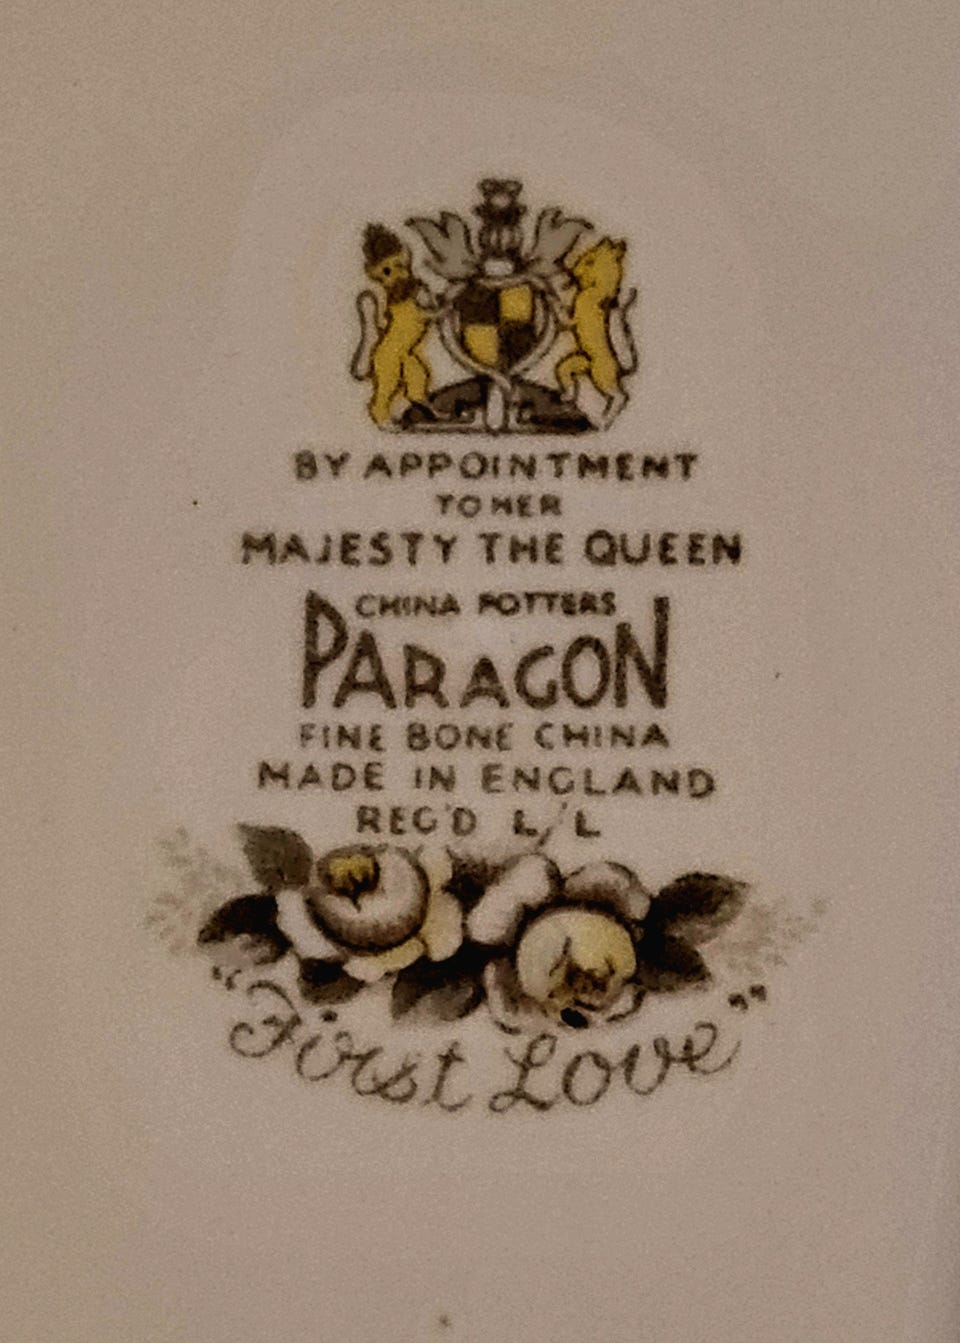 BY APPOINTMENT
TO HER
MAJESTY THE QUEEN
CHINA POTTERS
PARAGON
FINE BONE CHINA
MADE IN ENGLAND
REG'D L/L
"First Love"